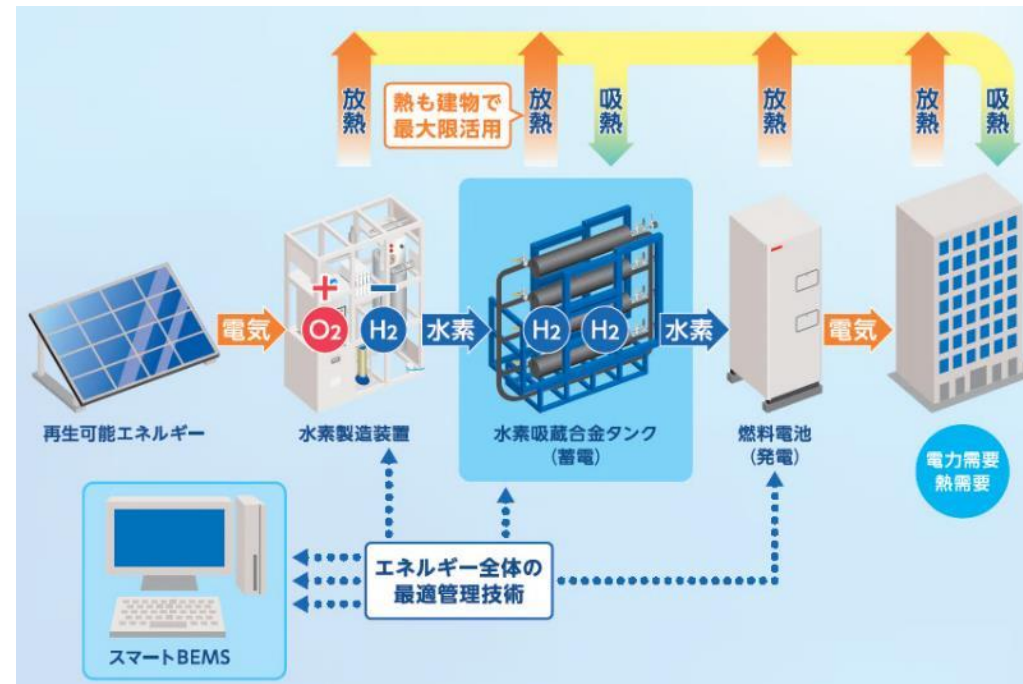 放熱
熱も建物で
最大限活用
放熱
吸熱
放熱
放熱
吸熱
電気
+
−
O2
H2
水素
H2
H2
水素
電気
再生可能エネルギー
水素製造装置
水素吸蔵合金タンク
(蓄電)
燃料電池
(発電)
電力需要
熱需要
エネルギー全体の
最適管理技術
スマートBEMS